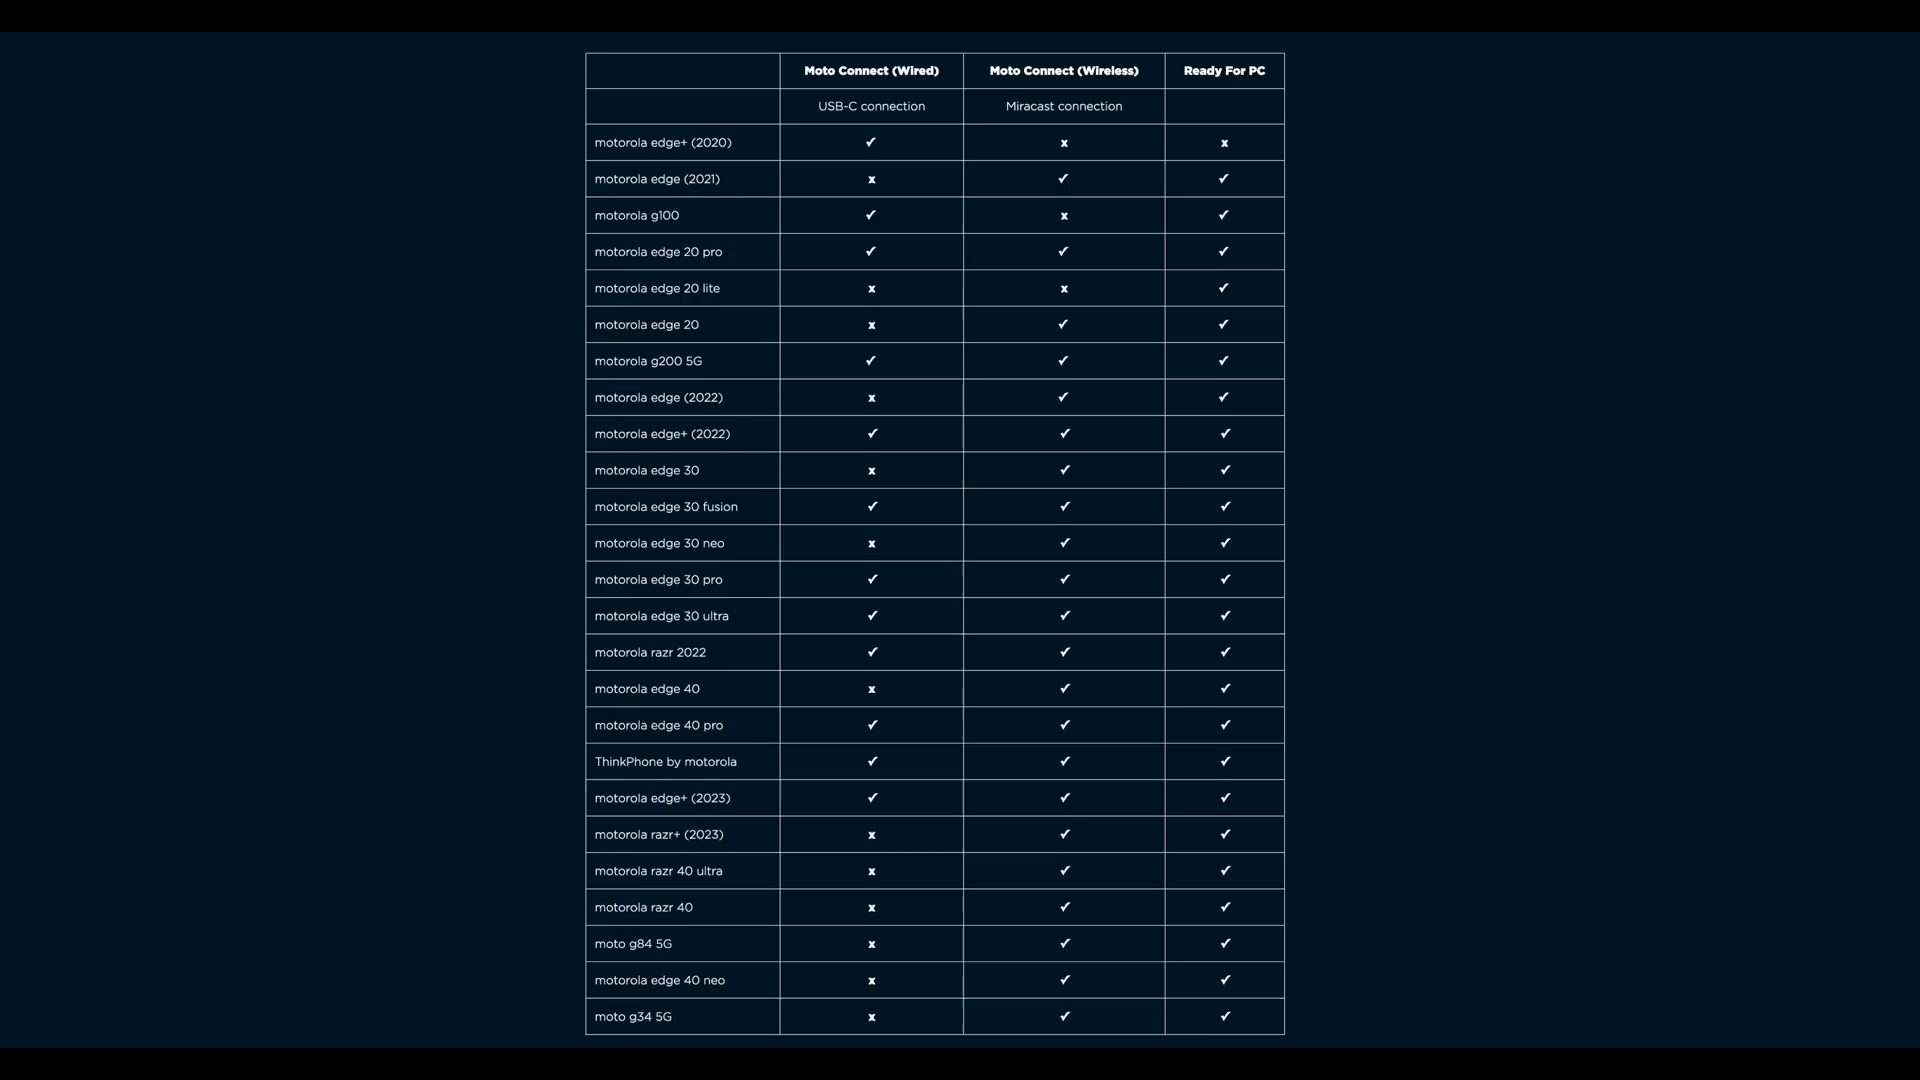 Moto Connect (Wired) Moto Connect (Wireless) Ready For PC
USB-C connection Miracast connection
motorola edge+ (2020) ✓ x x
motorola edge (2021) x ✓ ✓
motorola g100 ✓ x ✓
motorola edge 20 pro ✓ ✓ ✓
motorola edge 20 lite x x ✓
motorola edge 20 x ✓ ✓
motorola g200 5G ✓ ✓ ✓
motorola edge (2022) x ✓ ✓
motorola edge+ (2022) ✓ ✓ ✓
motorola edge 30 x ✓ ✓
motorola edge 30 fusion ✓ ✓ ✓
motorola edge 30 neo x ✓ ✓
motorola edge 30 pro ✓ ✓ ✓
motorola edge 30 ultra ✓ ✓ ✓
motorola razr 2022 ✓ ✓ ✓
motorola edge 40 x ✓ ✓
motorola edge 40 pro ✓ ✓ ✓
ThinkPhone by motorola ✓ ✓ ✓
motorola edge+ (2023) ✓ ✓ ✓
motorola razr+ (2023) x ✓ ✓
motorola razr 40 ultra x ✓ ✓
motorola razr 40 x ✓ ✓
moto g84 5G x ✓ ✓
motorola edge 40 neo x ✓ ✓
moto g34 5G x ✓ ✓